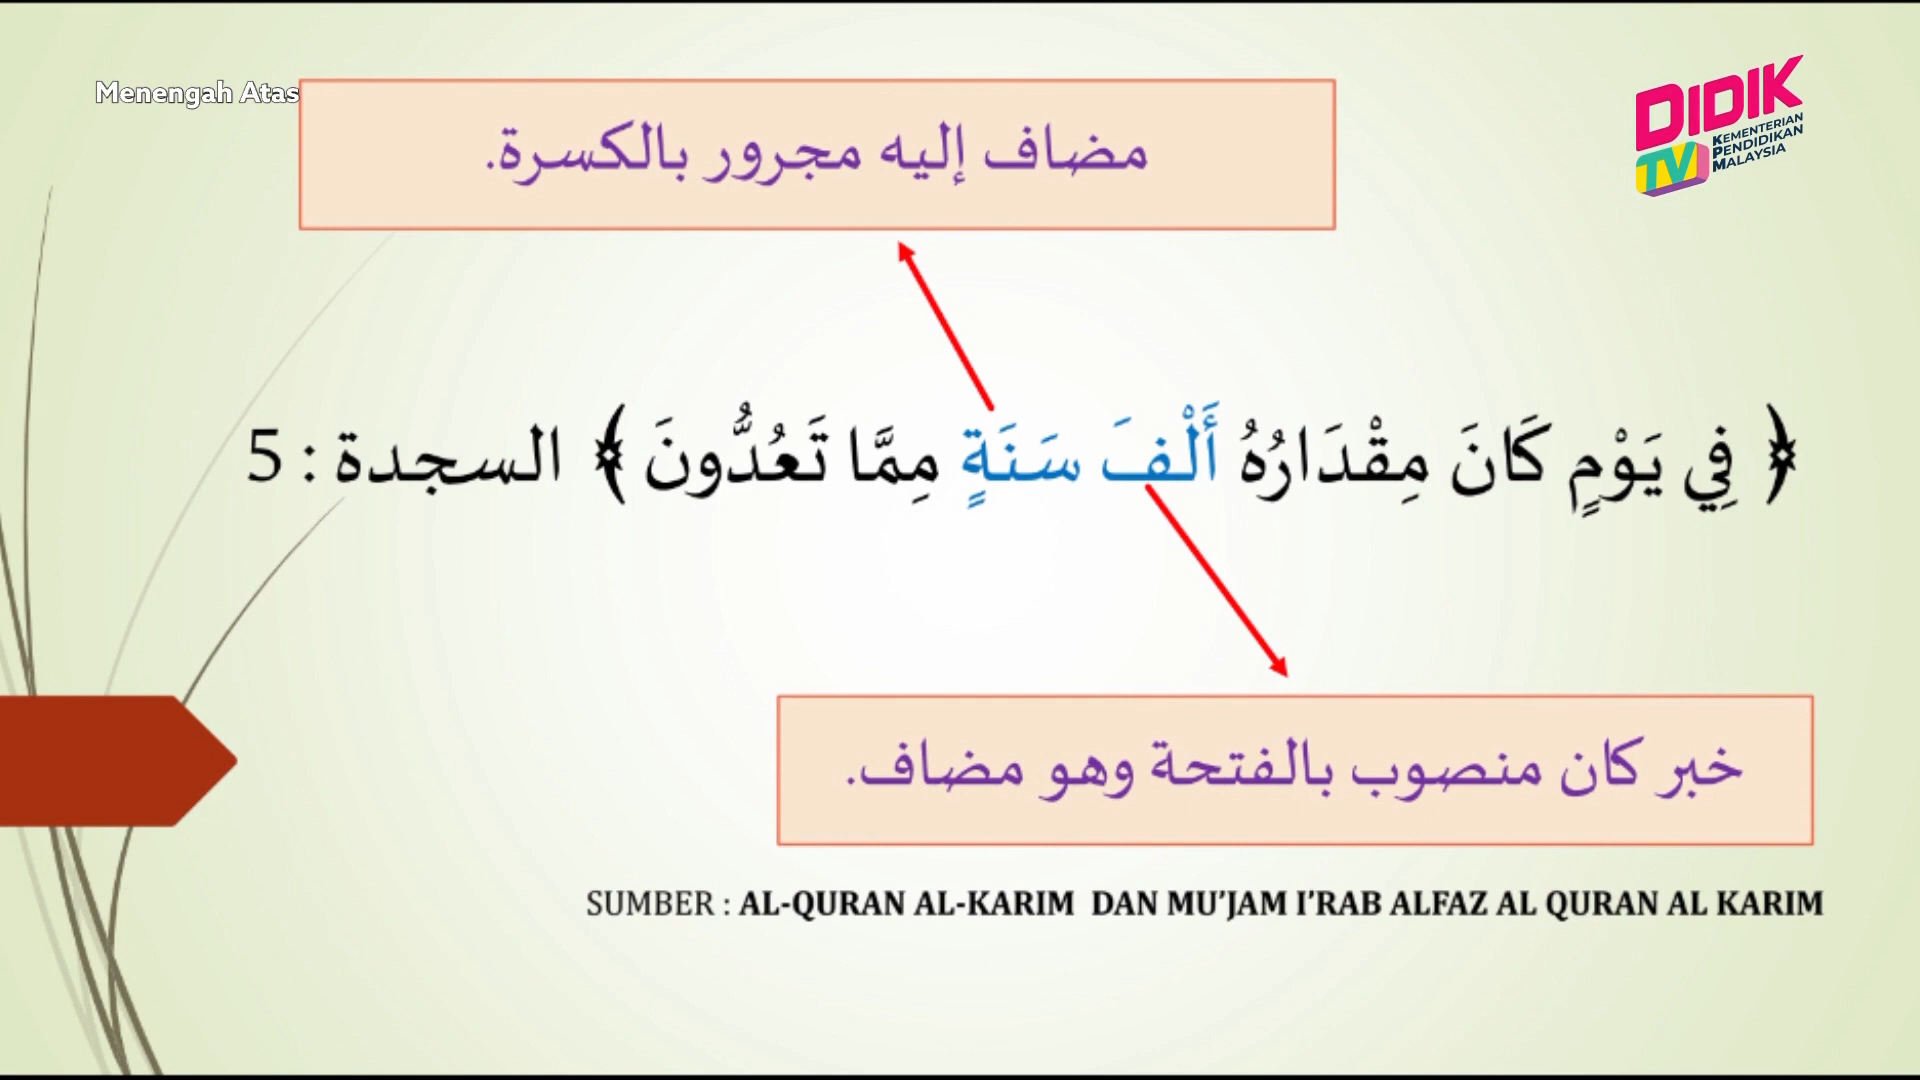 Menengah Atas
DIDIK
TV
KEMENTERIAN
PENDIDIKAN
MALAYSIA
مضاف إليه مجرور بالكسرة.
﴿ فِي يَوْمٍ كَانَ مِقْدَارُهُ أَلْفَ سَنَةٍ مِمَّا تَعُدُّونَ ﴾ السجدة : 5
خبر كان منصوب بالفتحة وهو مضاف.
SUMBER : AL-QURAN AL-KARIM DAN MU’JAM I’RAB ALFAZ AL QURAN AL KARIM